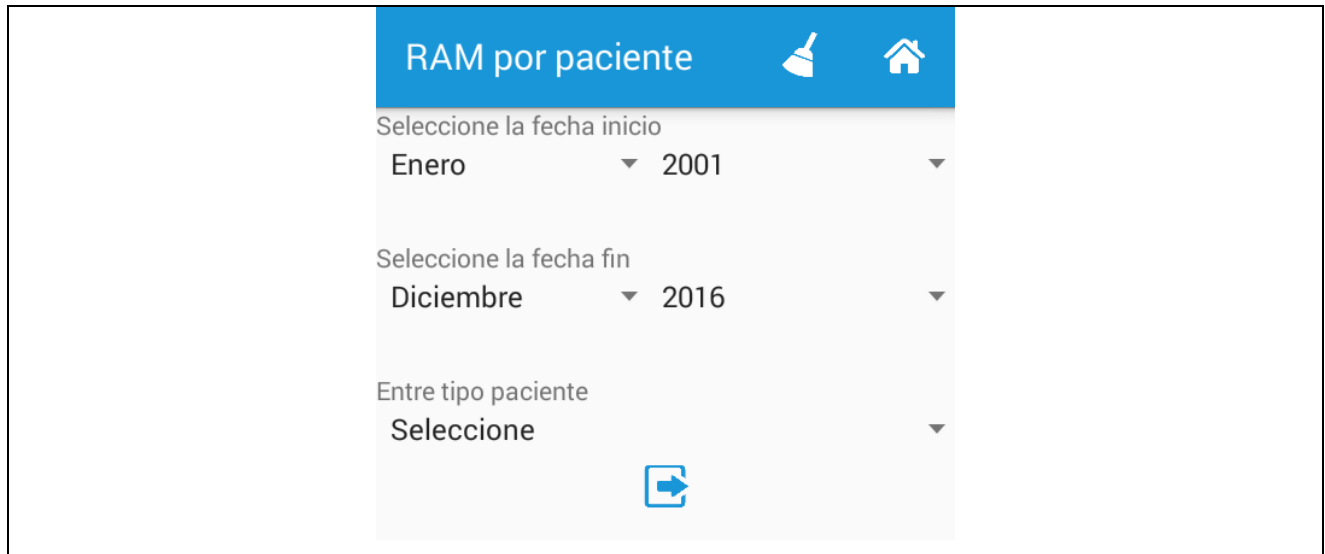 RAM por paciente
Seleccione la fecha inicio
Enero 2001
Seleccione la fecha fin
Diciembre 2016
Entre tipo paciente
Seleccione